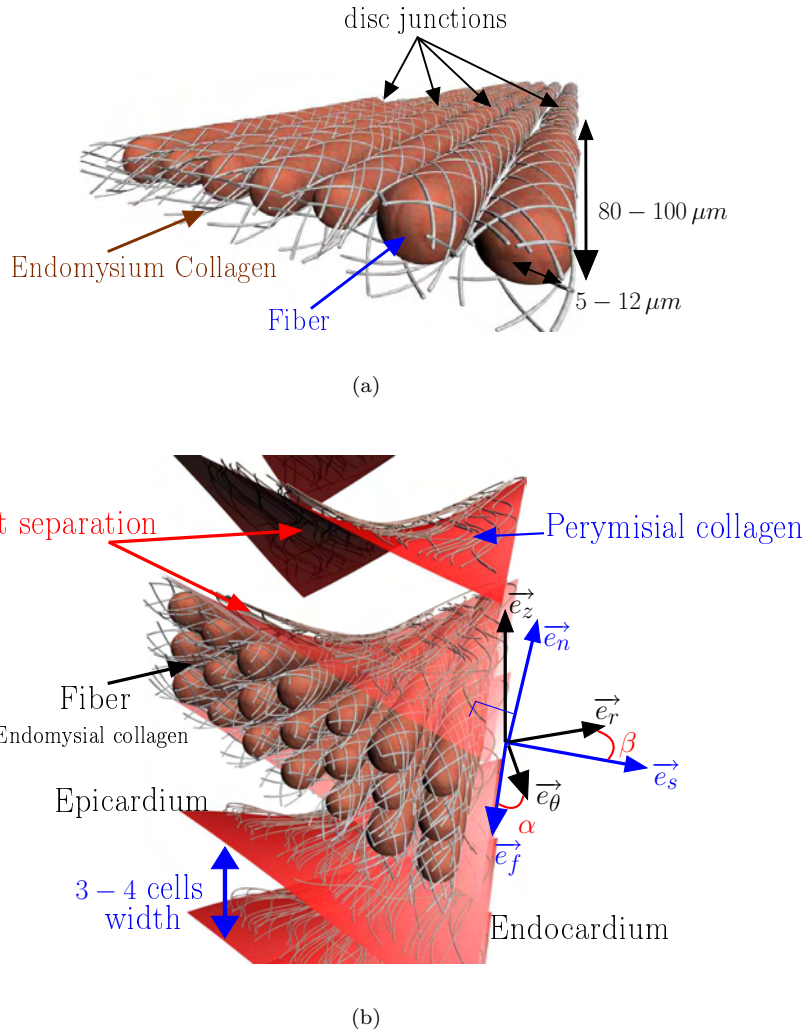 disc junctions
80 – 100 μm
Endomysium Collagen
5 – 12 μm
Fiber
(a)
t separation
Perymisial collagen
e_z
e_n
Fiber
e_r
Endomysial collagen
β
e_s
Epicardium
e_θ
α
e_f
3 – 4 cells
width
Endocardium
(b)